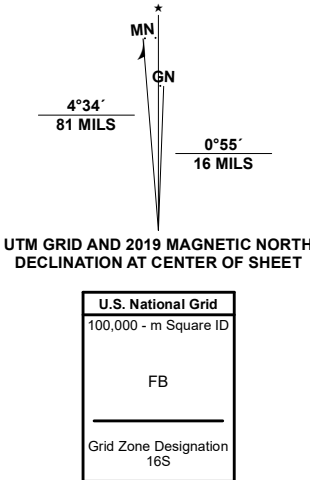 MN
GN
4°34´
81 MILS
0°55´
16 MILS
UTM GRID AND 2019 MAGNETIC NORTH
DECLINATION AT CENTER OF SHEET
U.S. National Grid
100,000 - m Square ID
FB
Grid Zone Designation
16S